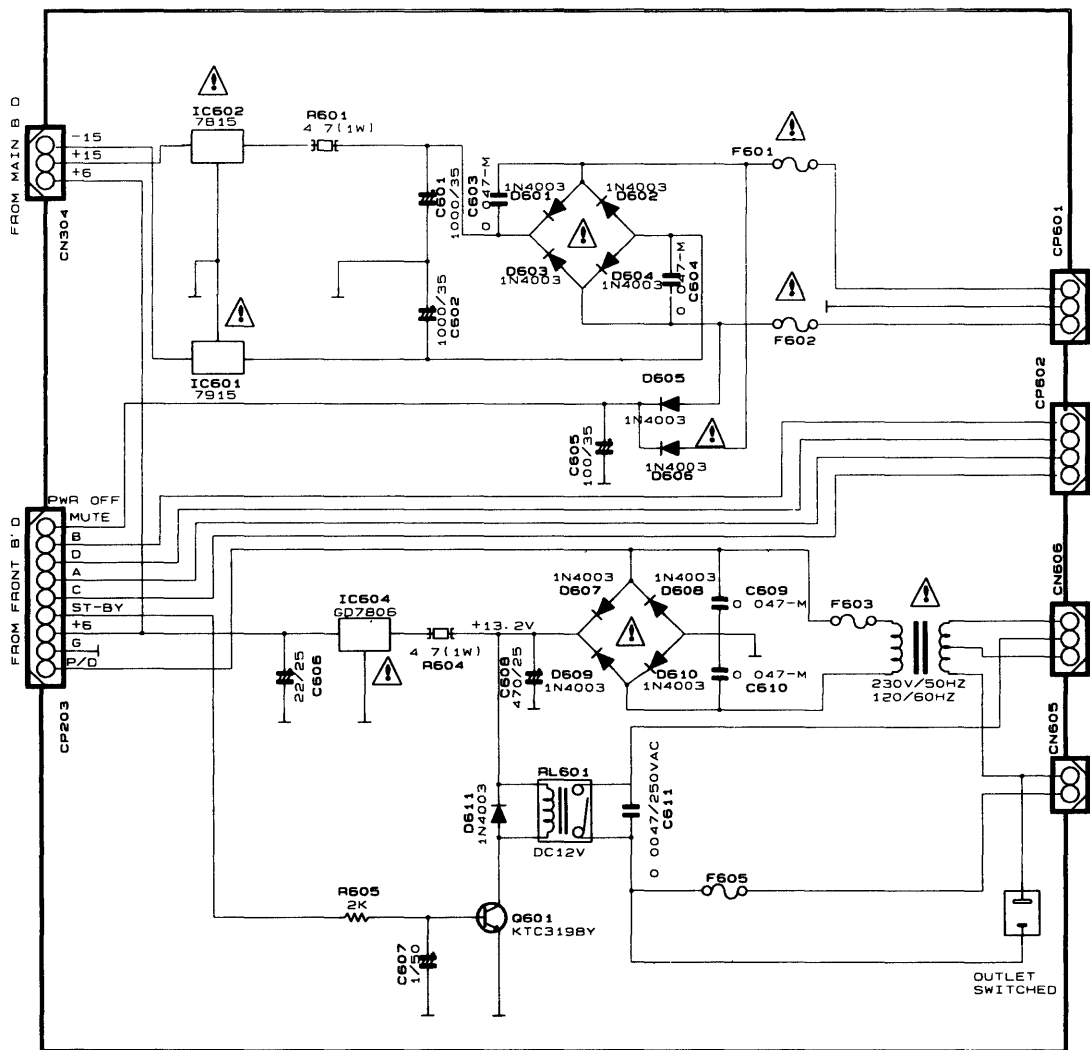 FROM MAIN B D
CN304
-15
+15
+6
IC602
7815
R601
4 7(1W)
C601
1000/35
C603
0 047-M
1N4003
D601
1N4003
D602
D603
1N4003
D604
1N4003
C604
0 047-M
C602
1000/35
IC601
7915
F601
F602
CP601
D605
1N4003
1N4003
D606
C605
100/35
CP602
FROM FRONT B' D
CP203
PWR OFF
MUTE
B
D
A
C
ST-BY
+6
G
P/D
IC604
GD7806
4 7(1W)
R604
+13.2V
22/25
C606
C608
470/25
1N4003
D607
1N4003
D608
D609
1N4003
D610
1N4003
C609
0 047-M
0 047-M
C610
F603
230V/50HZ
120/60HZ
CN606
CN605
D611
1N4003
RL601
DC12V
0 0047/250VAC
C611
F605
R605
2K
C607
1/50
Q601
KTC3198Y
OUTLET
SWITCHED